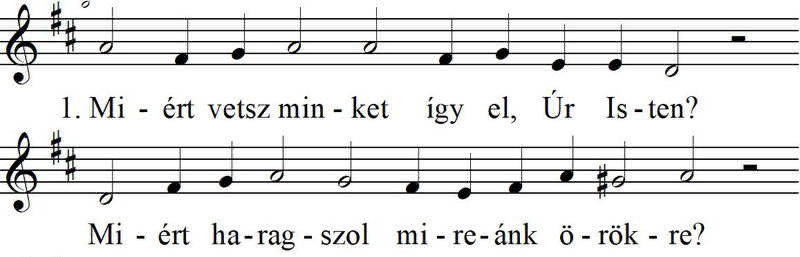 1. Mi - ért vetsz min - ket így el, Úr Is - ten?
Mi - ért ha - rag - szol mi - re - ánk ö - rök - re?